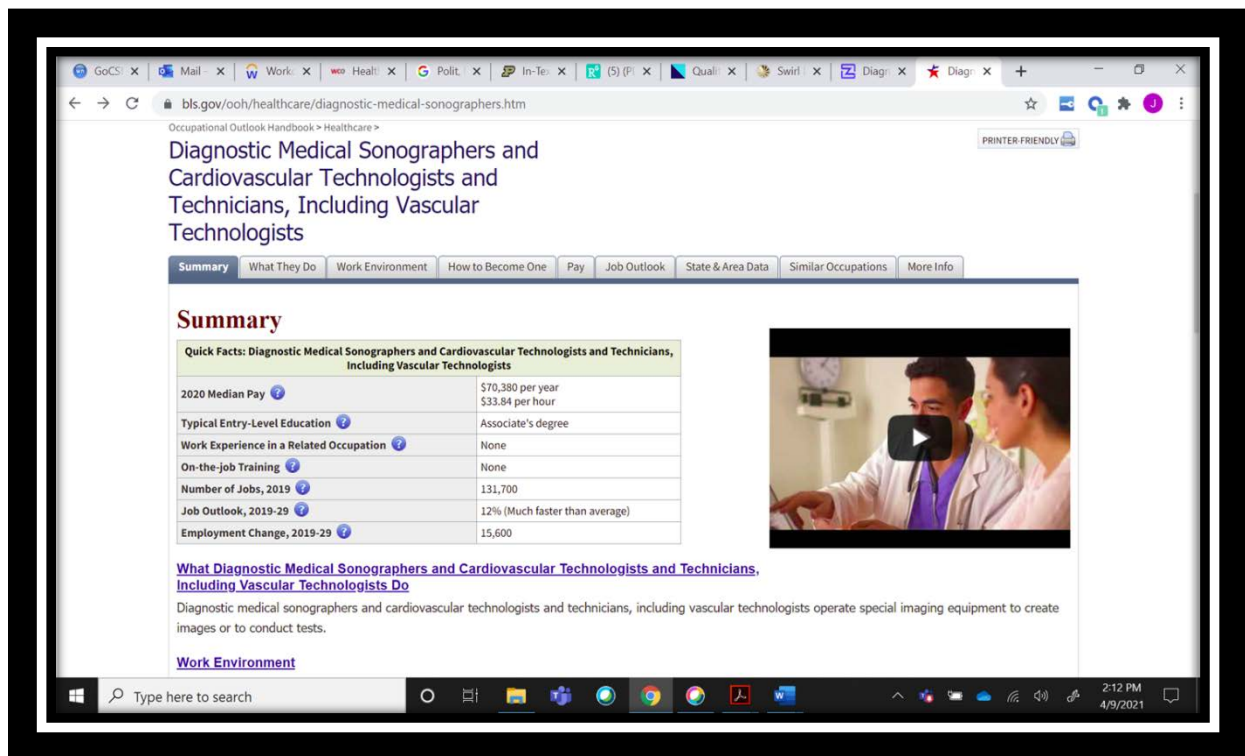 GoCS
Mail -
Work
wco Healt
Polit,
In-Te
(5) (Pl
Quali
Swirl
Diagn
Diagn
bls.gov/ooh/healthcare/diagnostic-medical-sonographers.htm
J
Occupational Outlook Handbook > Healthcare >
PRINTER-FRIENDLY
Diagnostic Medical Sonographers and
Cardiovascular Technologists and
Technicians, Including Vascular
Technologists
Summary What They Do Work Environment How to Become One Pay Job Outlook State & Area Data Similar Occupations More Info
Summary
Quick Facts: Diagnostic Medical Sonographers and Cardiovascular Technologists and Technicians,
Including Vascular Technologists
2020 Median Pay $70,380 per year
$33.84 per hour
Typical Entry-Level Education Associate's degree
Work Experience in a Related Occupation None
On-the-job Training None
Number of Jobs, 2019 131,700
Job Outlook, 2019-29 12% (Much faster than average)
Employment Change, 2019-29 15,600
What Diagnostic Medical Sonographers and Cardiovascular Technologists and Technicians,
Including Vascular Technologists Do
Diagnostic medical sonographers and cardiovascular technologists and technicians, including vascular technologists operate special imaging equipment to create
images or to conduct tests.
Work Environment
Type here to search
2:12 PM
4/9/2021